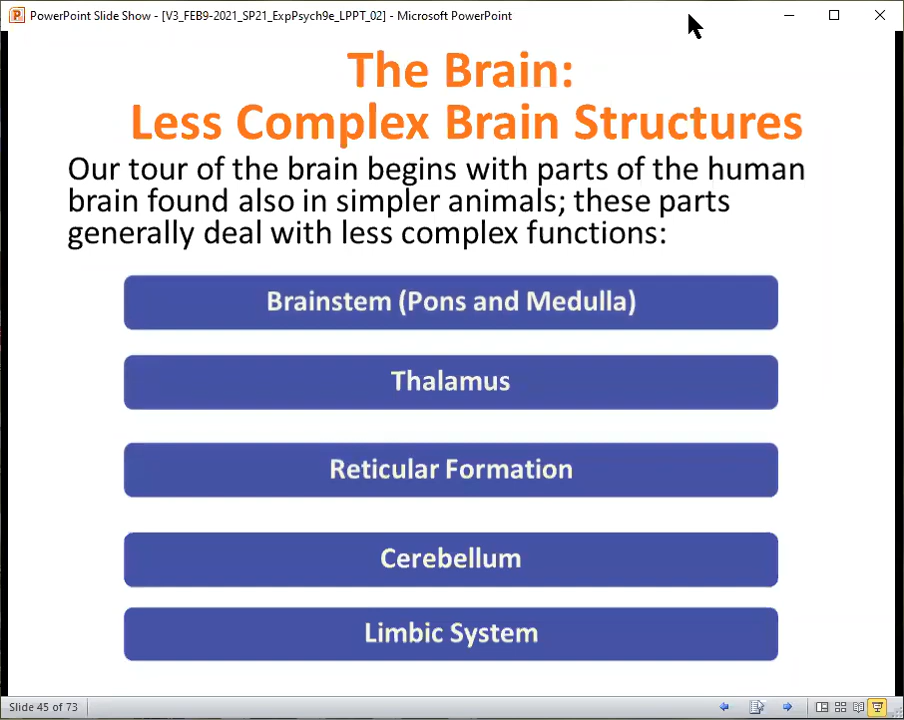 PowerPoint Slide Show - [V3_FEB9-2021_SP21_ExpPsych9e_LPPT_02] - Microsoft PowerPoint
The Brain:
Less Complex Brain Structures
Our tour of the brain begins with parts of the human
brain found also in simpler animals; these parts
generally deal with less complex functions:
Brainstem (Pons and Medulla)
Thalamus
Reticular Formation
Cerebellum
Limbic System
Slide 45 of 73